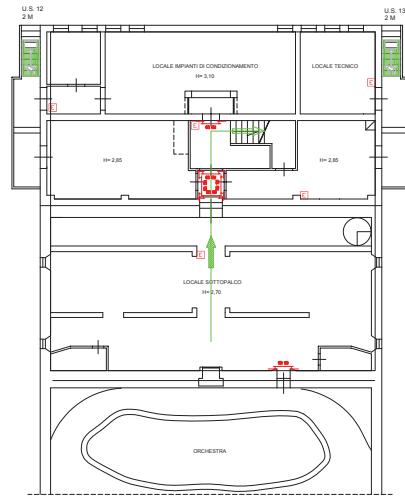 U.S. 12
2 M
U.S. 13
2 M
LOCALE IMPIANTI DI CONDIZIONAMENTO
H= 3,10
LOCALE TECNICO
E
E
E
H= 2,85
H= 2,85
E
E
LOCALE SOTTOPALCO
H= 2,70
ORCHESTRA